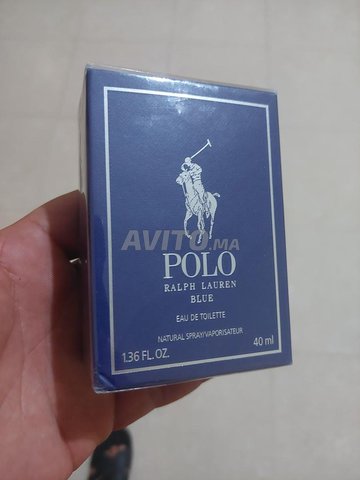 AVITO.MA
POLO
RALPH LAUREN
BLUE
EAU DE TOILETTE
NATURAL SPRAY/VAPORISATEUR
1.36 FL.OZ. 40 ml